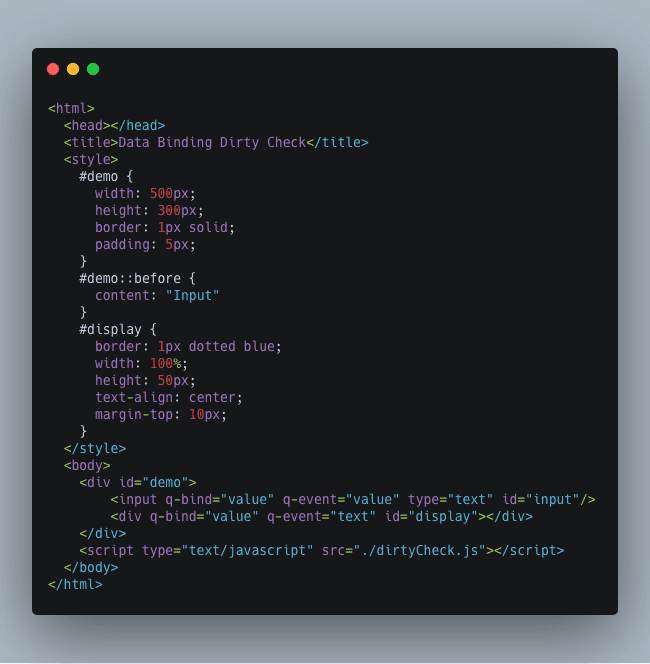 <html>
  <head></head>
  <title>Data Binding Dirty Check</title>
  <style>
    #demo {
      width: 500px;
      height: 300px;
      border: 1px solid;
      padding: 5px;
    }
    #demo::before {
      content: "Input"
    }
    #display {
      border: 1px dotted blue;
      width: 100%;
      height: 50px;
      text-align: center;
      margin-top: 10px;
    }
  </style>
  <body>
    <div id="demo">
        <input q-bind="value" q-event="value" type="text" id="input"/>
        <div q-bind="value" q-event="text" id="display"></div>
    </div>
    <script type="text/javascript" src="./dirtyCheck.js"></script>
  </body>
</html>